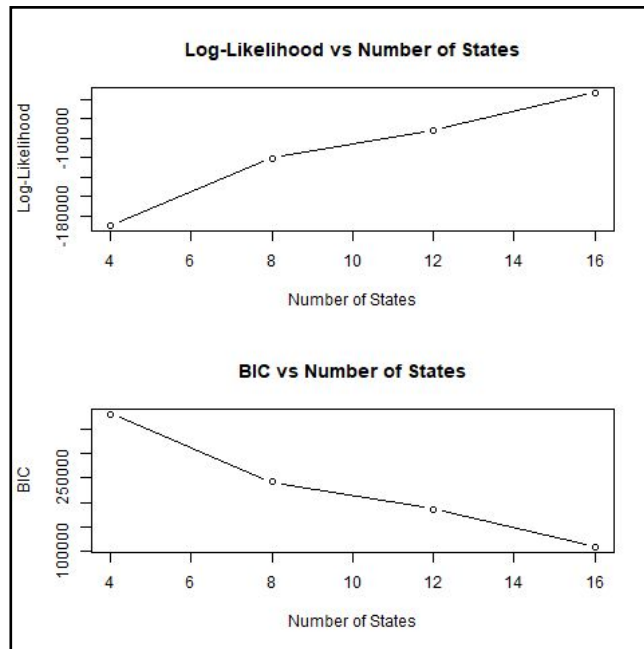 Log-Likelihood vs Number of States
Log-Likelihood
-180000
-100000
4 6 8 10 12 14 16
Number of States
BIC vs Number of States
BIC
100000
250000
4 6 8 10 12 14 16
Number of States